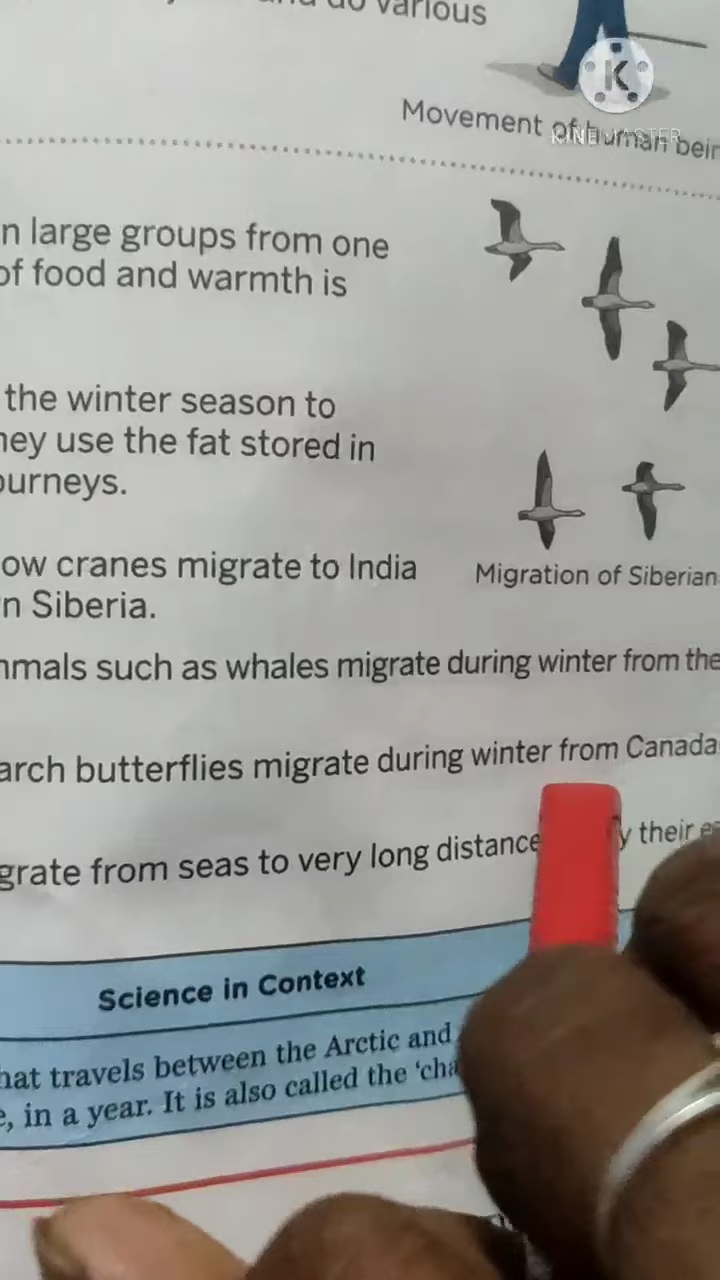 various
Movement of human
KINEMASTER
n large groups from one
of food and warmth is
the winter season to
hey use the fat stored in
ourneys.
ow cranes migrate to India
n Siberia.
Migration of Siberian
mmals such as whales migrate during winter from the
arch butterflies migrate during winter from Canada
grate from seas to very long distance y their
Science in Context
hat travels between the Arctic and
e, in a year. It is also called the ‘cha